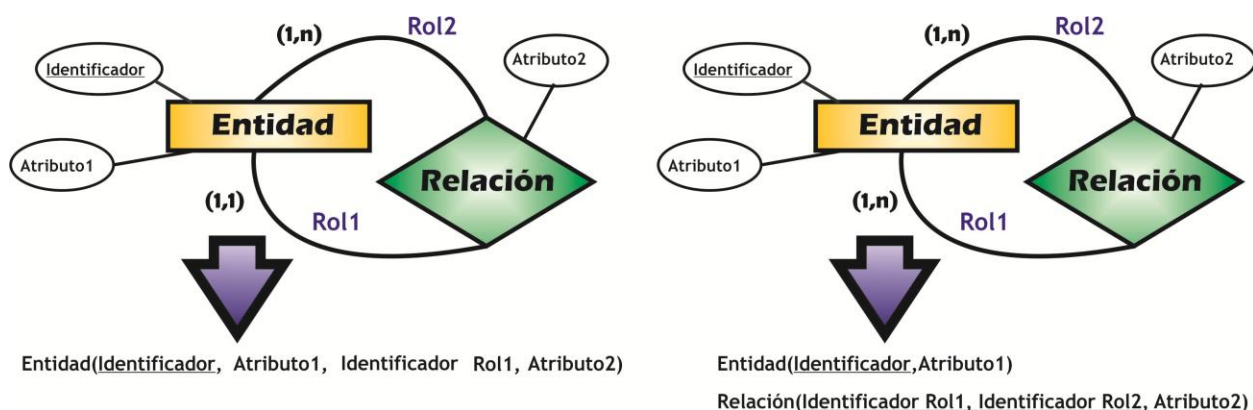 (1,n)
Rol2
Identificador
Atributo2
Entidad
Atributo1
Relación
(1,1)
Rol1
Entidad(Identificador, Atributo1, Identificador Rol1, Atributo2)
(1,n)
Rol2
Identificador
Atributo2
Entidad
Atributo1
Relación
(1,n)
Rol1
Entidad(Identificador,Atributo1)
Relación(Identificador Rol1, Identificador Rol2, Atributo2)